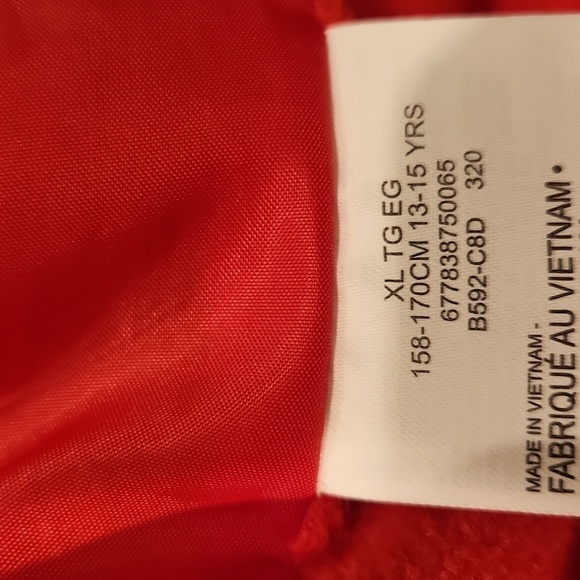 XL TG EG
158-170CM 13-15 YRS
677838750065
B592-C8D 320
MADE IN VIETNAM -
FABRIQUÉ AU VIETNAM •